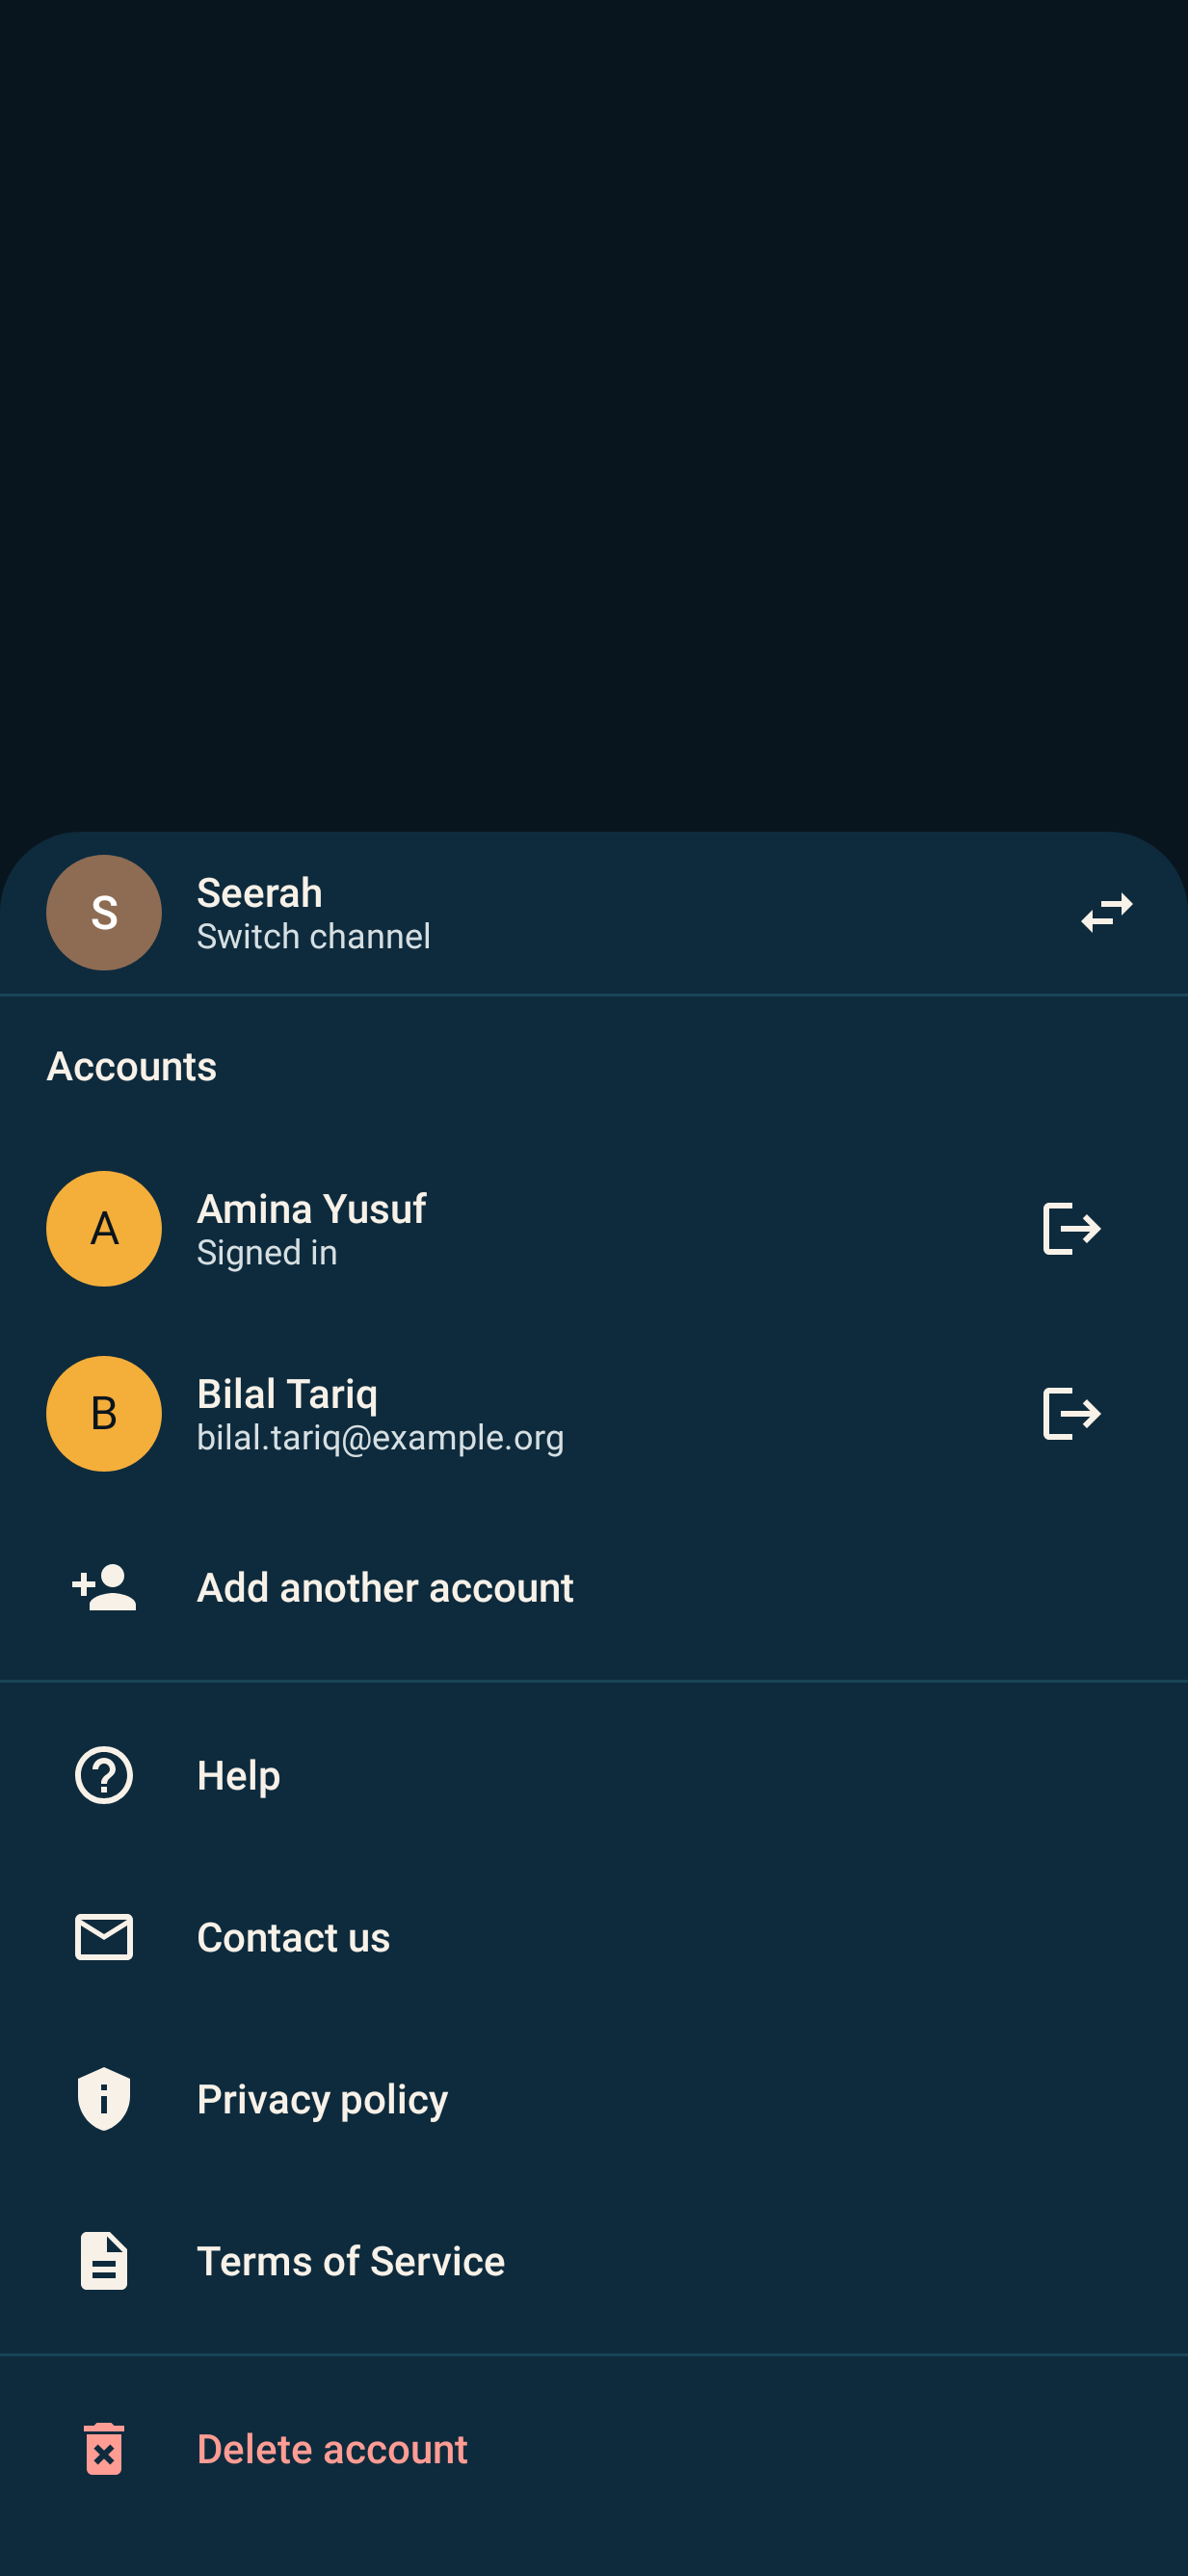 S
Seerah
Switch channel
Accounts
A
Amina Yusuf
Signed in
B
Bilal Tariq
bilal.tariq@example.org
Add another account
Help
Contact us
Privacy policy
Terms of Service
Delete account